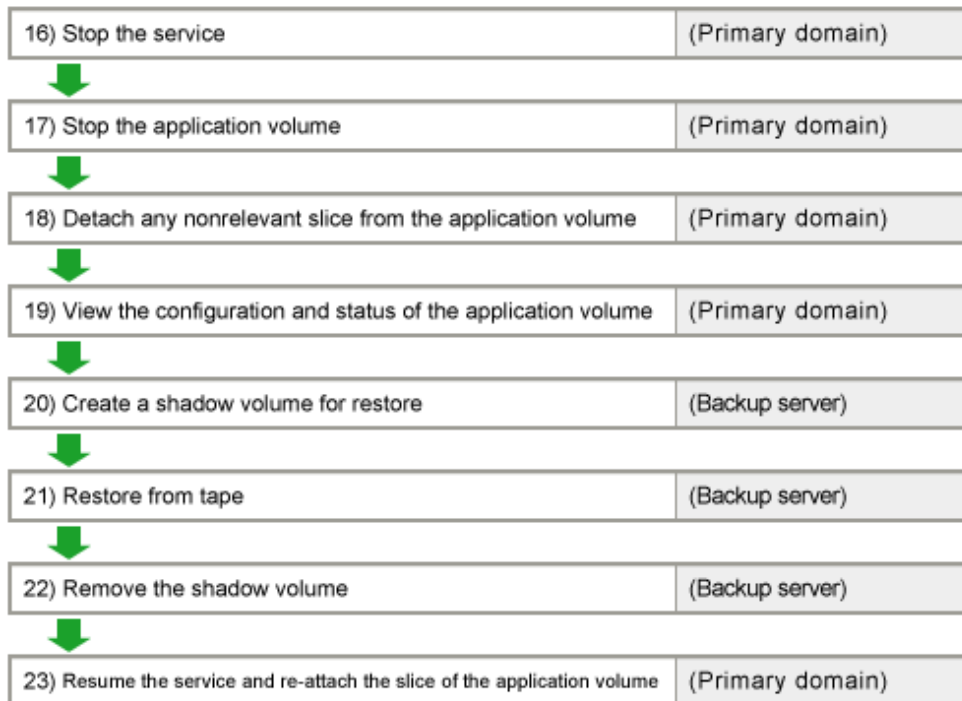 16) Stop the service (Primary domain)
17) Stop the application volume (Primary domain)
18) Detach any nonrelevant slice from the application volume (Primary domain)
19) View the configuration and status of the application volume (Primary domain)
20) Create a shadow volume for restore (Backup server)
21) Restore from tape (Backup server)
22) Remove the shadow volume (Backup server)
23) Resume the service and re-attach the slice of the application volume (Primary domain)